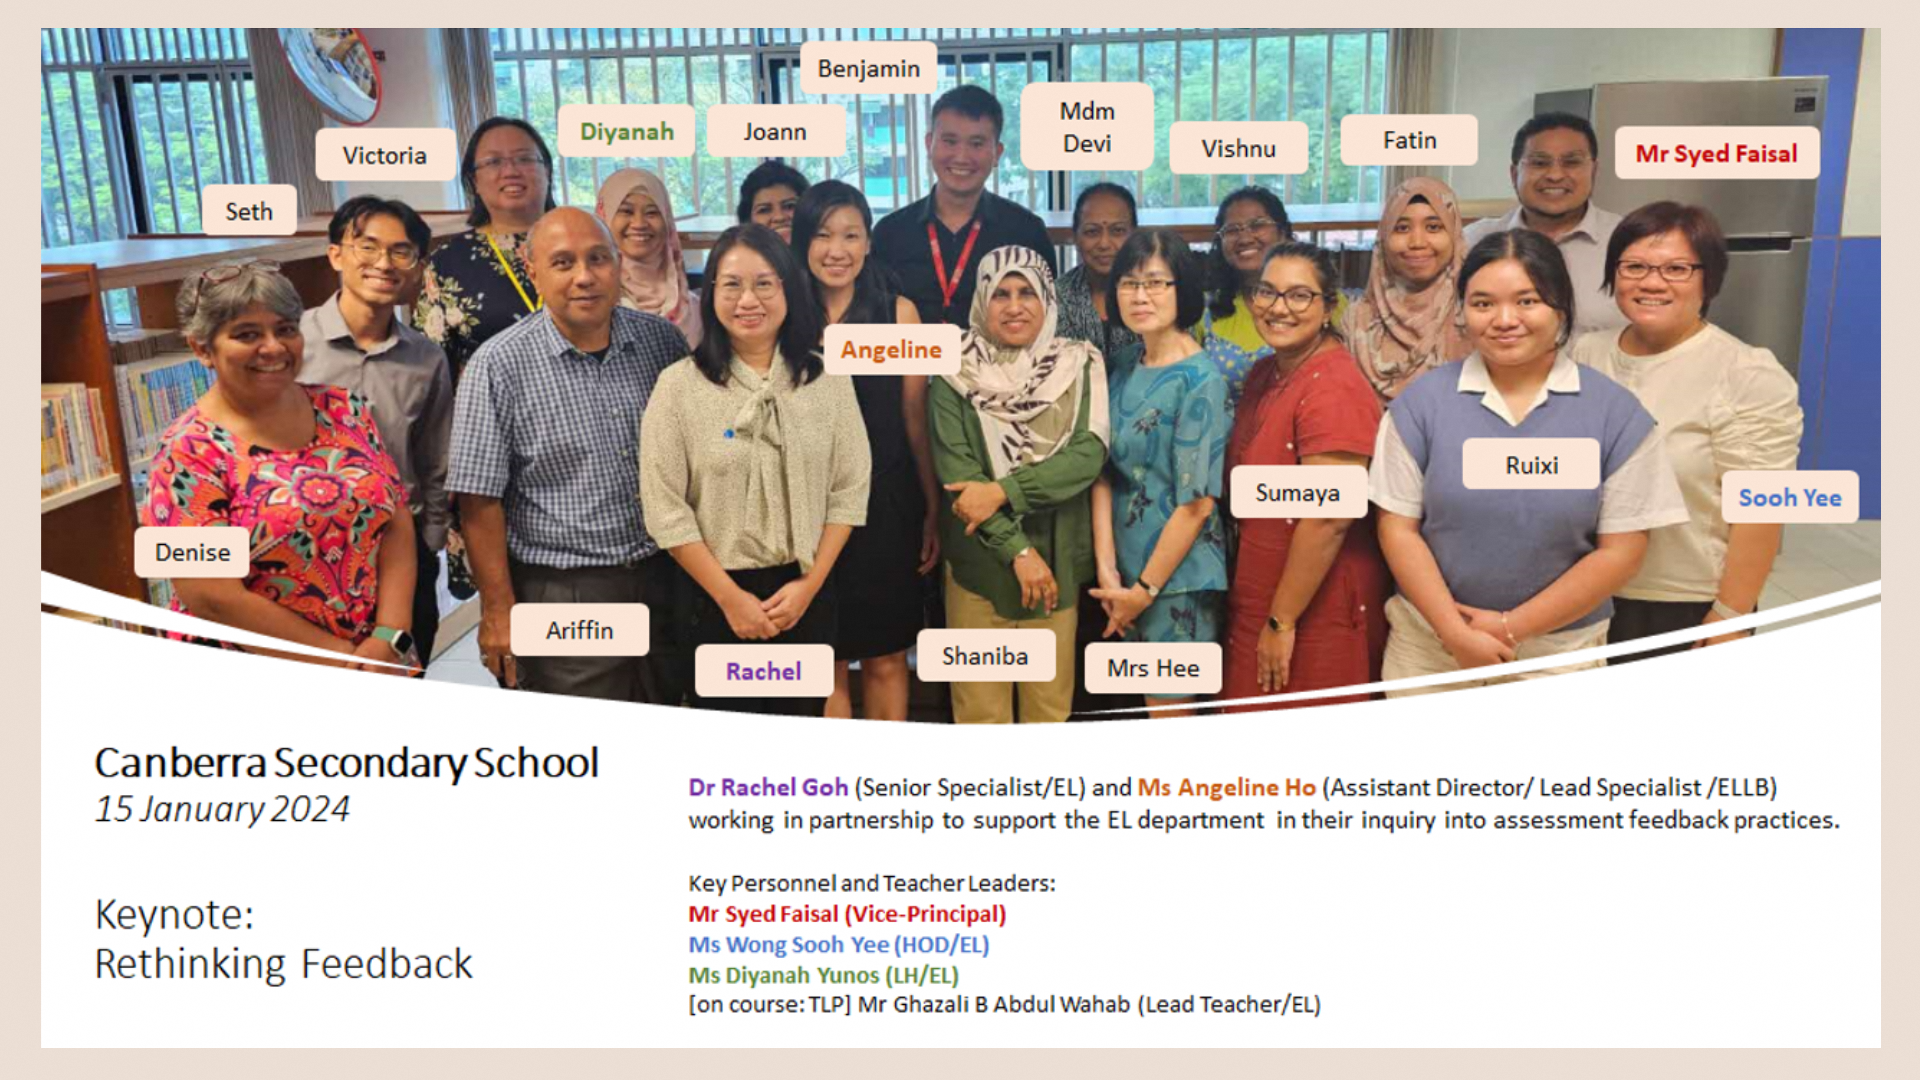 Benjamin
Mdm
Devi
Diyanah
Joann
Vishnu
Fatin
Mr Syed Faisal
Victoria
Seth
Angeline
Ruixi
Sumaya
Sooh Yee
Denise
Ariffin
Rachel
Shaniba
Mrs Hee
Canberra Secondary School
15 January 2024
Keynote:
Rethinking Feedback
Dr Rachel Goh (Senior Specialist/EL) and Ms Angeline Ho (Assistant Director/ Lead Specialist /ELLB)
working in partnership to support the EL department in their inquiry into assessment feedback practices.
Key Personnel and Teacher Leaders:
Mr Syed Faisal (Vice-Principal)
Ms Wong Sooh Yee (HOD/EL)
Ms Diyanah Yunos (LH/EL)
[on course: TLP] Mr Ghazali B Abdul Wahab (Lead Teacher/EL)